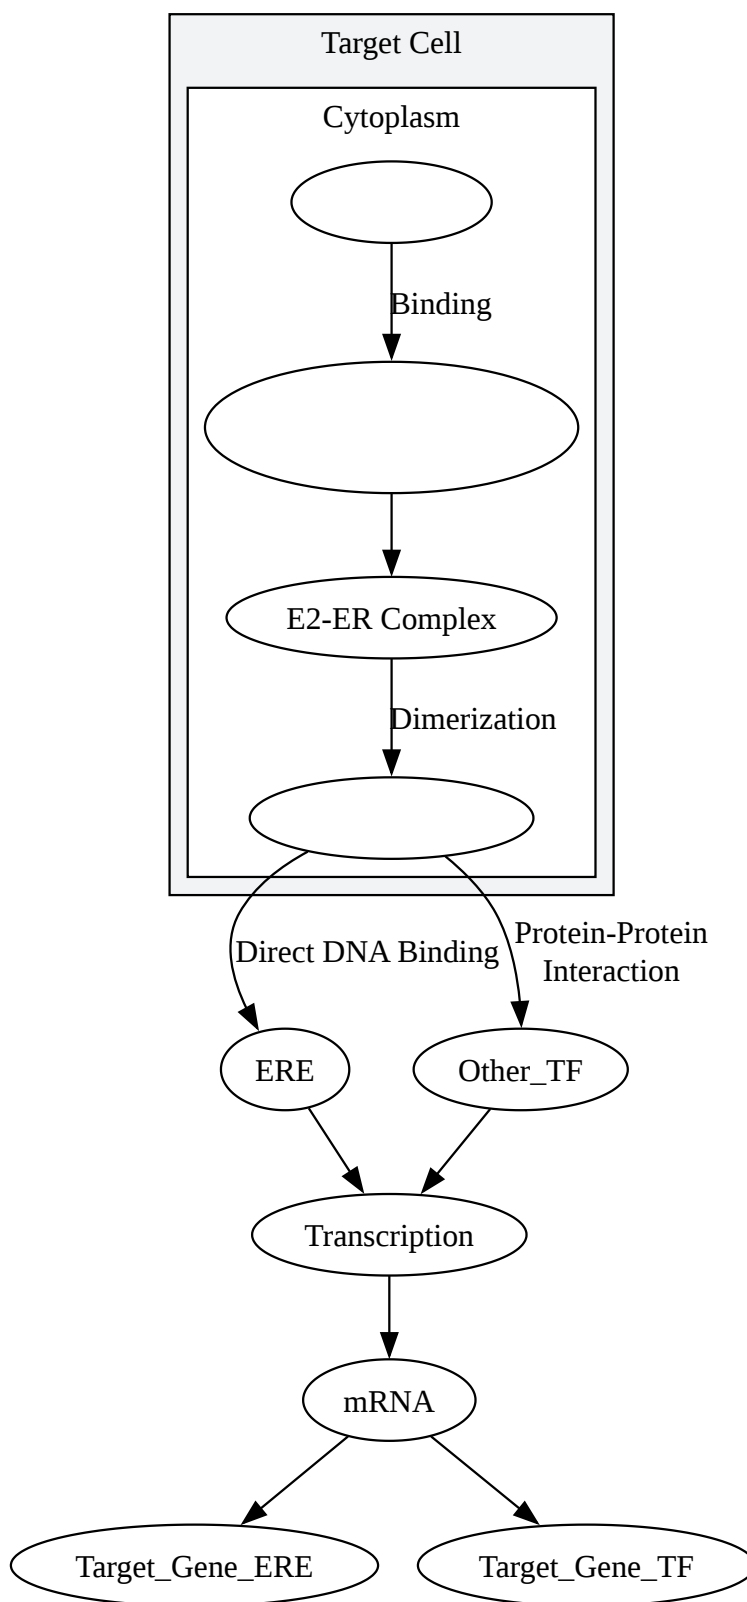 Target Cell
Cytoplasm
Binding
E2-ER Complex
Dimerization
Direct DNA Binding
Protein-Protein
Interaction
ERE
Other_TF
Transcription
mRNA
Target_Gene_ERE
Target_Gene_TF